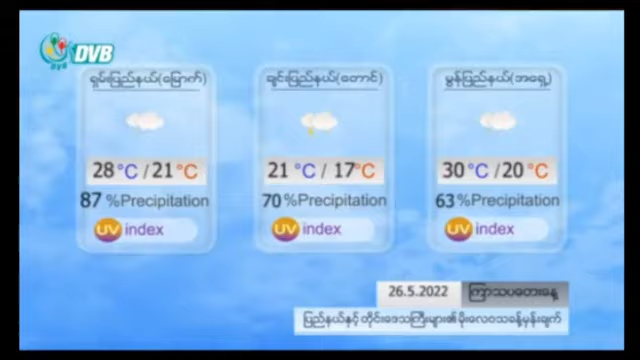 DVB
DVB
ရှမ်းပြည်နယ်(မြောက်)
28 °C / 21 °C
87 %Precipitation
UV index
ချင်းပြည်နယ်(တောင်)
21 °C / 17 °C
70 %Precipitation
UV index
မွန်ပြည်နယ်(အရှေ့)
30 °C / 20 °C
63 %Precipitation
UV index
26.5.2022 ကြာသပတေးနေ့
ပြည်နယ်နှင့် တိုင်းဒေသကြီးများ၏ မိုးလေဝသခန့်မှန်းချက်